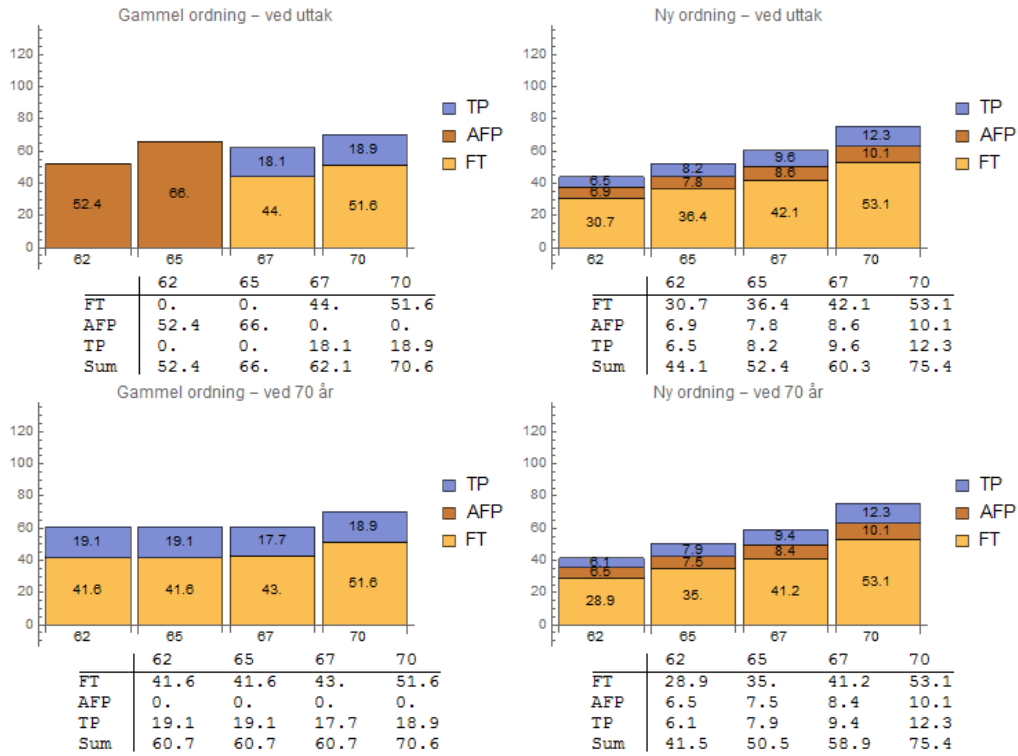 Gammel ordning – ved uttak
120
100
80
60
40
20
0
52.4
66.
18.1
44.
18.9
51.6
62 65 67 70
TP
AFP
FT
62 65 67 70
FT 0. 0. 44. 51.6
AFP 52.4 66. 0. 0.
TP 0. 0. 18.1 18.9
Sum 52.4 66. 62.1 70.6
Ny ordning – ved uttak
120
100
80
60
40
20
0
6.5
6.9
30.7
8.2
7.8
36.4
9.6
8.6
42.1
12.3
10.1
53.1
62 65 67 70
TP
AFP
FT
62 65 67 70
FT 30.7 36.4 42.1 53.1
AFP 6.9 7.8 8.6 10.1
TP 6.5 8.2 9.6 12.3
Sum 44.1 52.4 60.3 75.4
Gammel ordning – ved 70 år
120
100
80
60
40
20
0
19.1
41.6
19.1
41.6
17.7
43.
18.9
51.6
62 65 67 70
TP
AFP
FT
62 65 67 70
FT 41.6 41.6 43. 51.6
AFP 0. 0. 0. 0.
TP 19.1 19.1 17.7 18.9
Sum 60.7 60.7 60.7 70.6
Ny ordning – ved 70 år
120
100
80
60
40
20
0
6.1
6.5
28.9
7.9
7.5
35.
9.4
8.4
41.2
12.3
10.1
53.1
62 65 67 70
TP
AFP
FT
62 65 67 70
FT 28.9 35. 41.2 53.1
AFP 6.5 7.5 8.4 10.1
TP 6.1 7.9 9.4 12.3
Sum 41.5 50.5 58.9 75.4